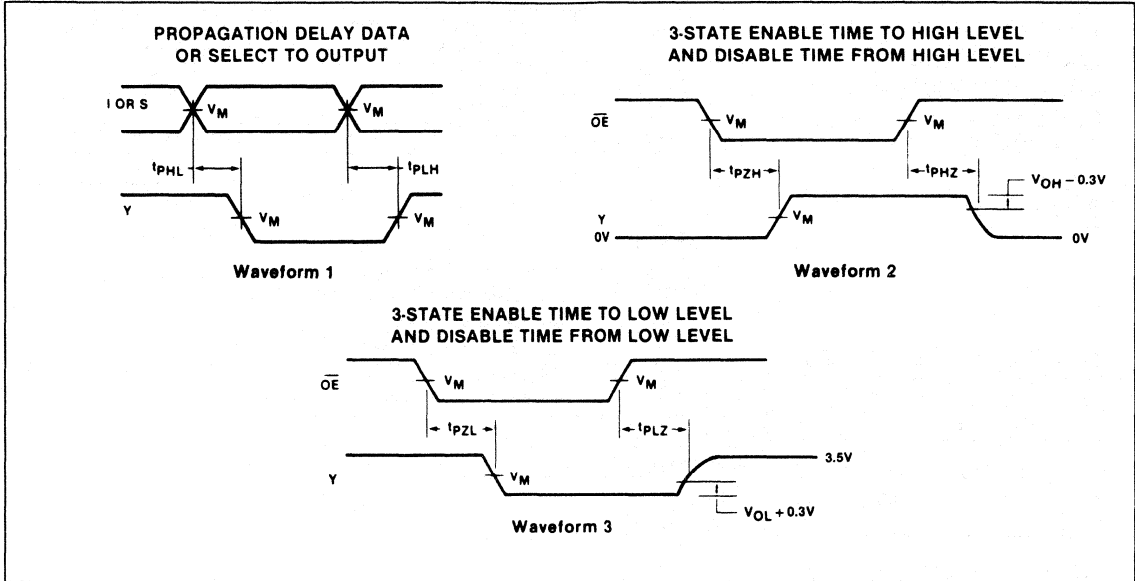 PROPAGATION DELAY DATA
OR SELECT TO OUTPUT
I OR S
VM
VM
tPHL
tPLH
Y
VM
VM
Waveform 1
3-STATE ENABLE TIME TO HIGH LEVEL
AND DISABLE TIME FROM HIGH LEVEL
OE
VM
VM
tPZH
tPHZ
VOH – 0.3V
Y
0V
VM
0V
Waveform 2
3-STATE ENABLE TIME TO LOW LEVEL
AND DISABLE TIME FROM LOW LEVEL
OE
VM
VM
tPZL
tPLZ
3.5V
Y
VM
VOL + 0.3V
Waveform 3